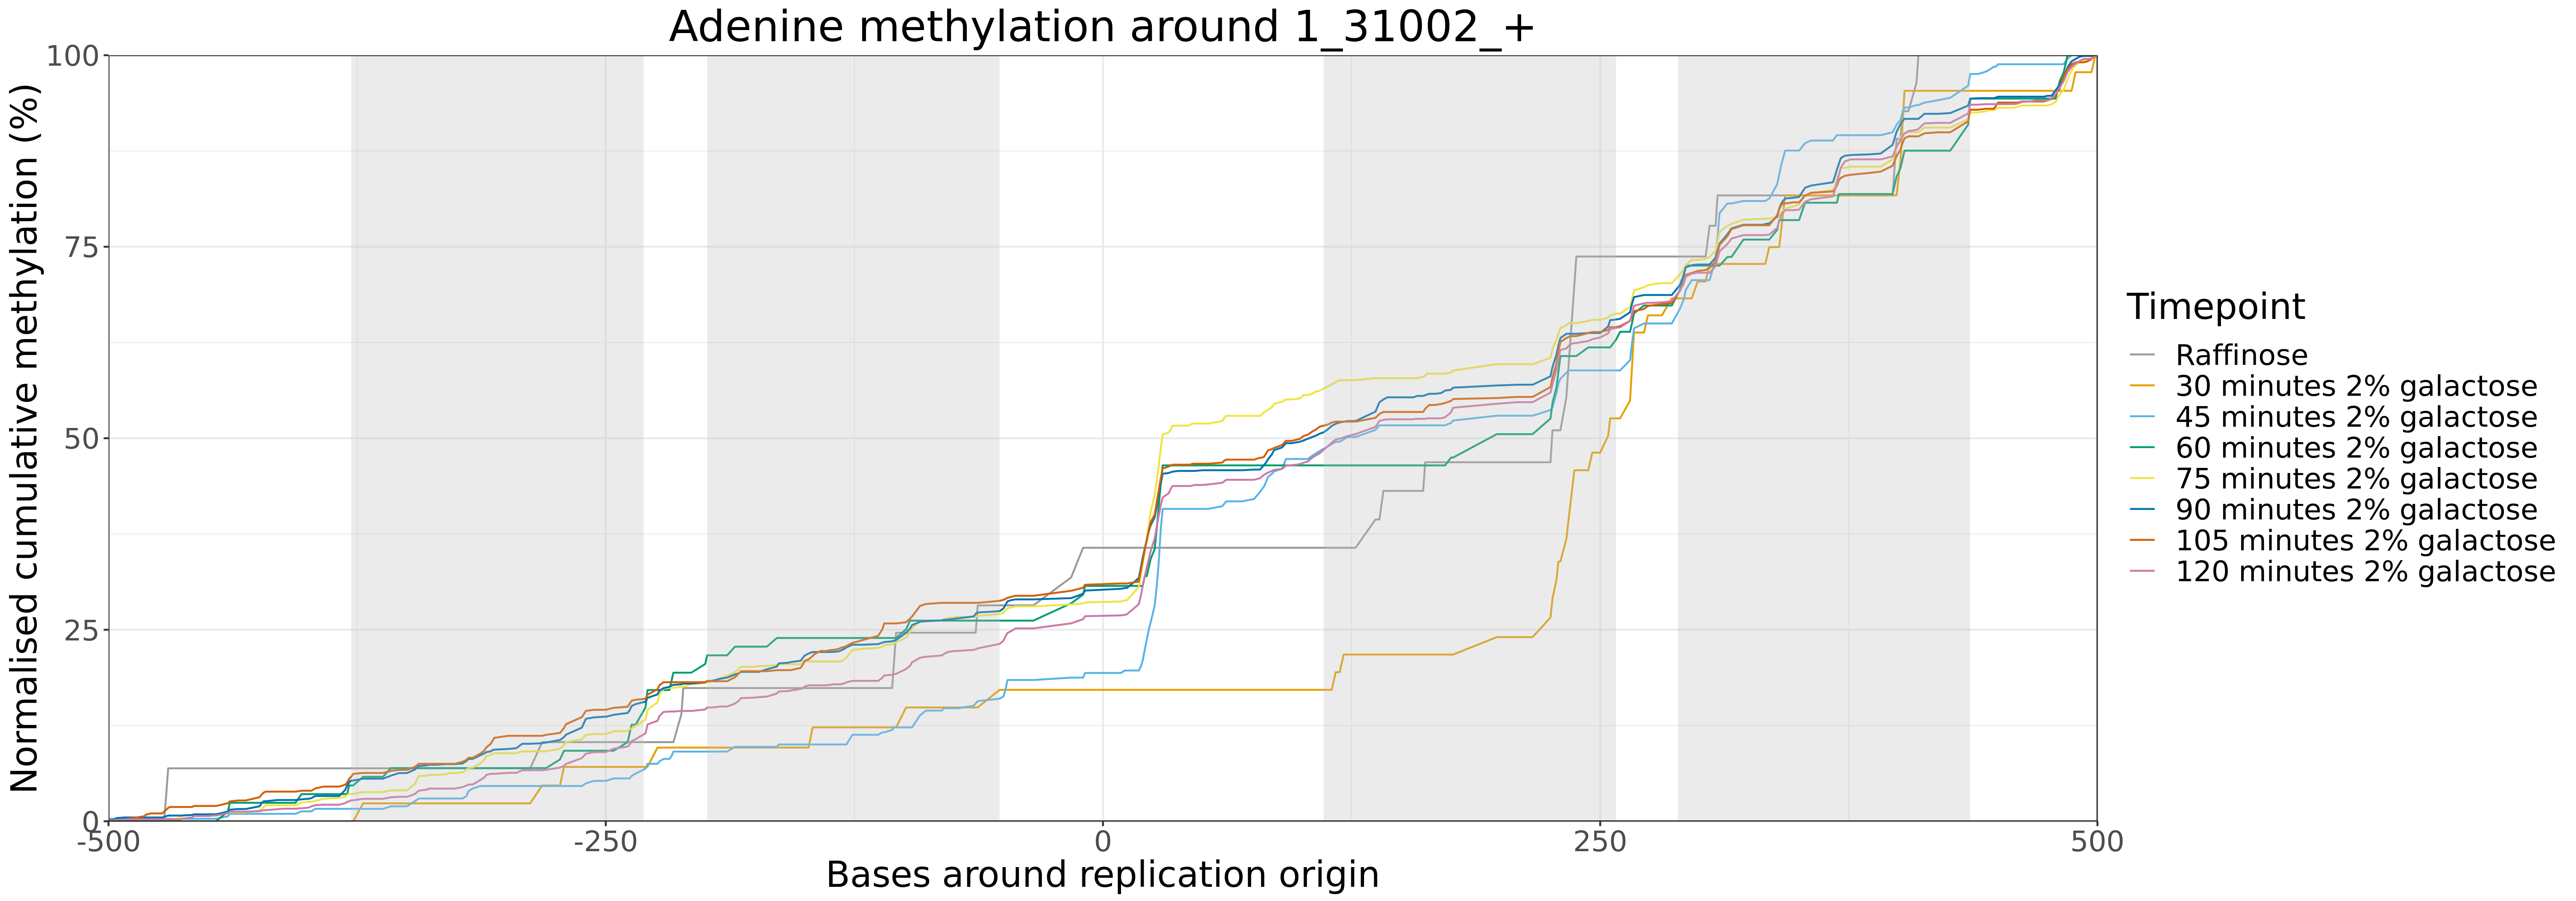 Adenine methylation around 1_31002_+
Normalised cumulative methylation (%)
100
75
50
25
0
-500
-250
0
250
500
Bases around replication origin
Timepoint
Raffinose
30 minutes 2% galactose
45 minutes 2% galactose
60 minutes 2% galactose
75 minutes 2% galactose
90 minutes 2% galactose
105 minutes 2% galactose
120 minutes 2% galactose